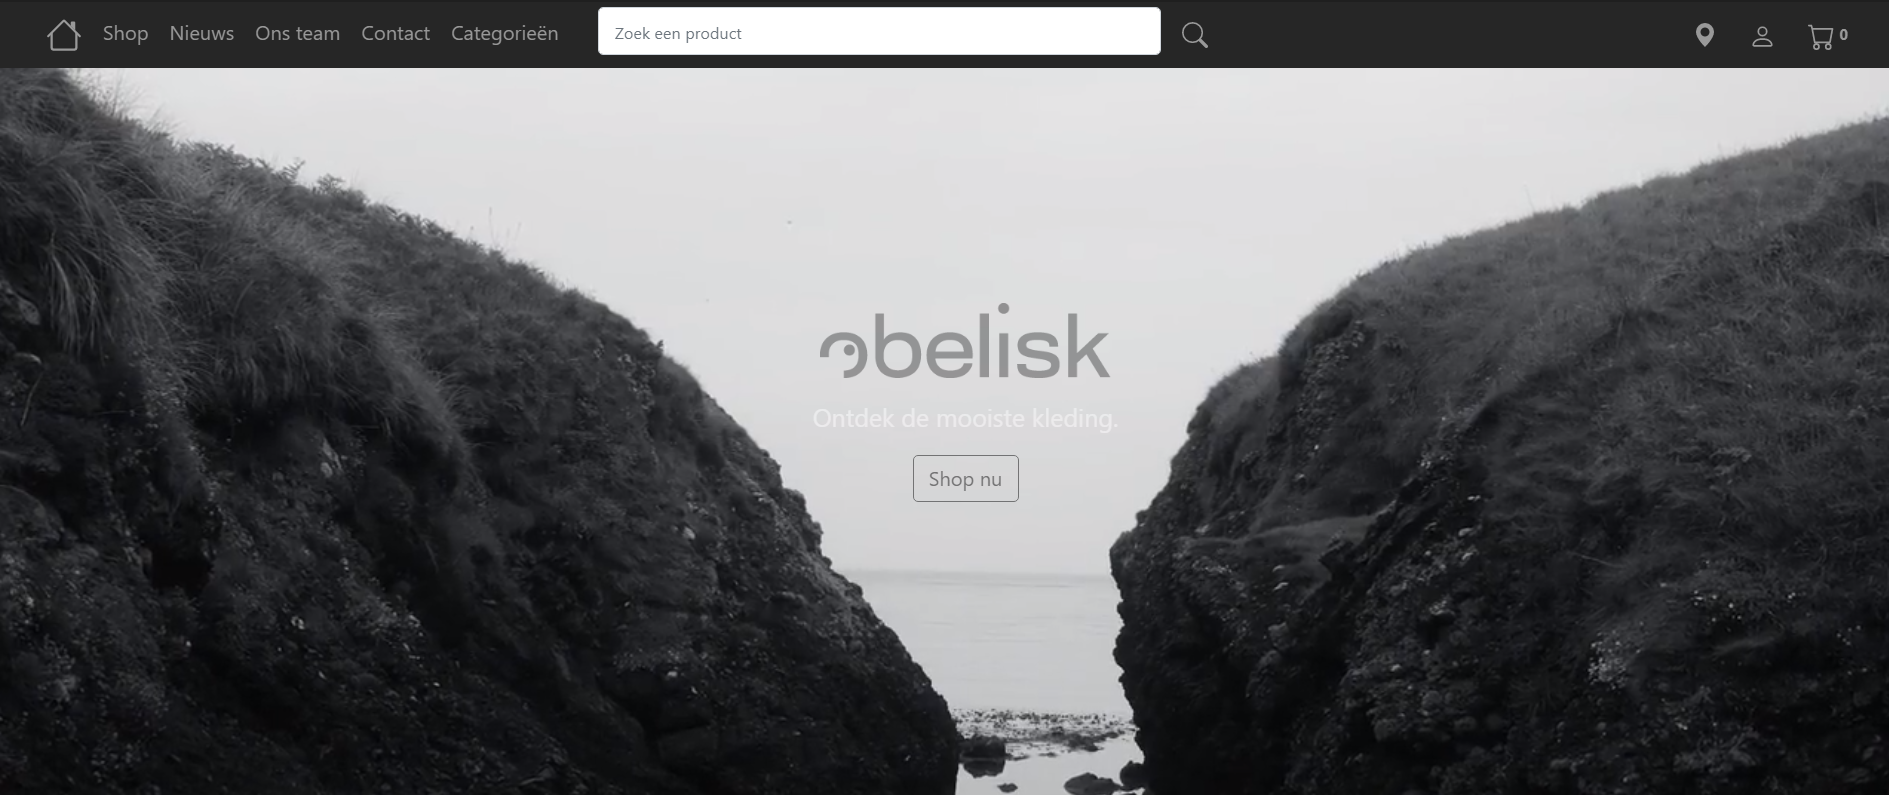 Shop Nieuws Ons team Contact Categorieën Zoek een product 0
obelisk
Ontdek de mooiste kleding.
Shop nu